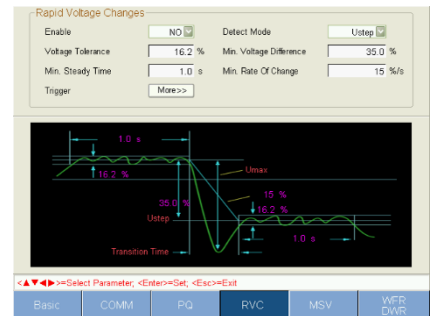 Rapid Voltage Changes
Enable NO Detect Mode Ustep
Voltage Tolerance 16.2 % Min. Voltage Difference 35.0 %
Min. Steady Time 1.0 s Min. Rate Of Change 15 %/s
Trigger More>>
1.0 s
16.2 %
Umax
15 %
35.0 %
16.2 %
Ustep
1.0 s
Transition Time
<▲▼◀▶>=Select Parameter; <Enter>=Set; <Esc>=Exit
Basic COMM PQ RVC MSV WFR
DWR